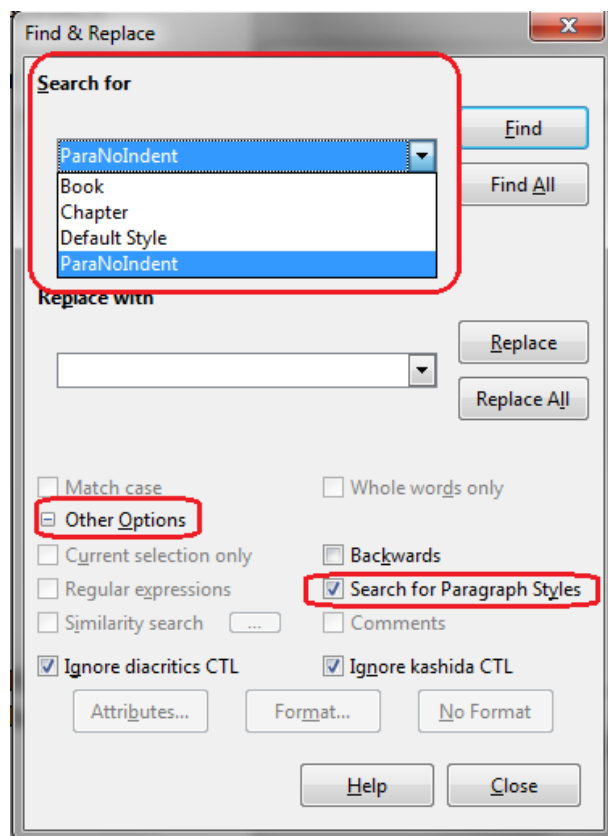 Find & Replace
Search for
Find
ParaNoIndent
Find All
Book
Chapter
Default Style
ParaNoIndent
Replace with
Replace
Replace All
Match case
Whole words only
Other Options
Current selection only
Backwards
Regular expressions
Search for Paragraph Styles
Similarity search
...
Comments
Ignore diacritics CTL
Ignore kashida CTL
Attributes...
Format...
No Format
Help
Close